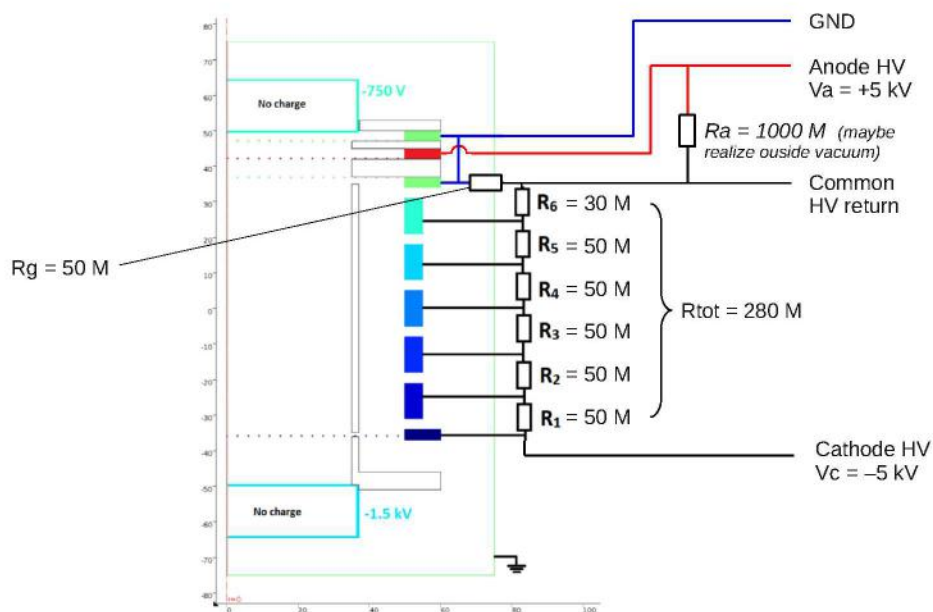 GND
Anode HV
Va = +5 kV
Ra = 1000 M (maybe
realize ouside vacuum)
Common
HV return
-750 V
No charge
Rg = 50 M
R6 = 30 M
R5 = 50 M
R4 = 50 M
R3 = 50 M
R2 = 50 M
R1 = 50 M
Rtot = 280 M
Cathode HV
Vc = –5 kV
No charge
-1.5 kV
80
70
60
50
40
30
20
10
0
-10
-20
-30
-40
-50
-60
-70
-80
r=0
0
20
40
60
80
100